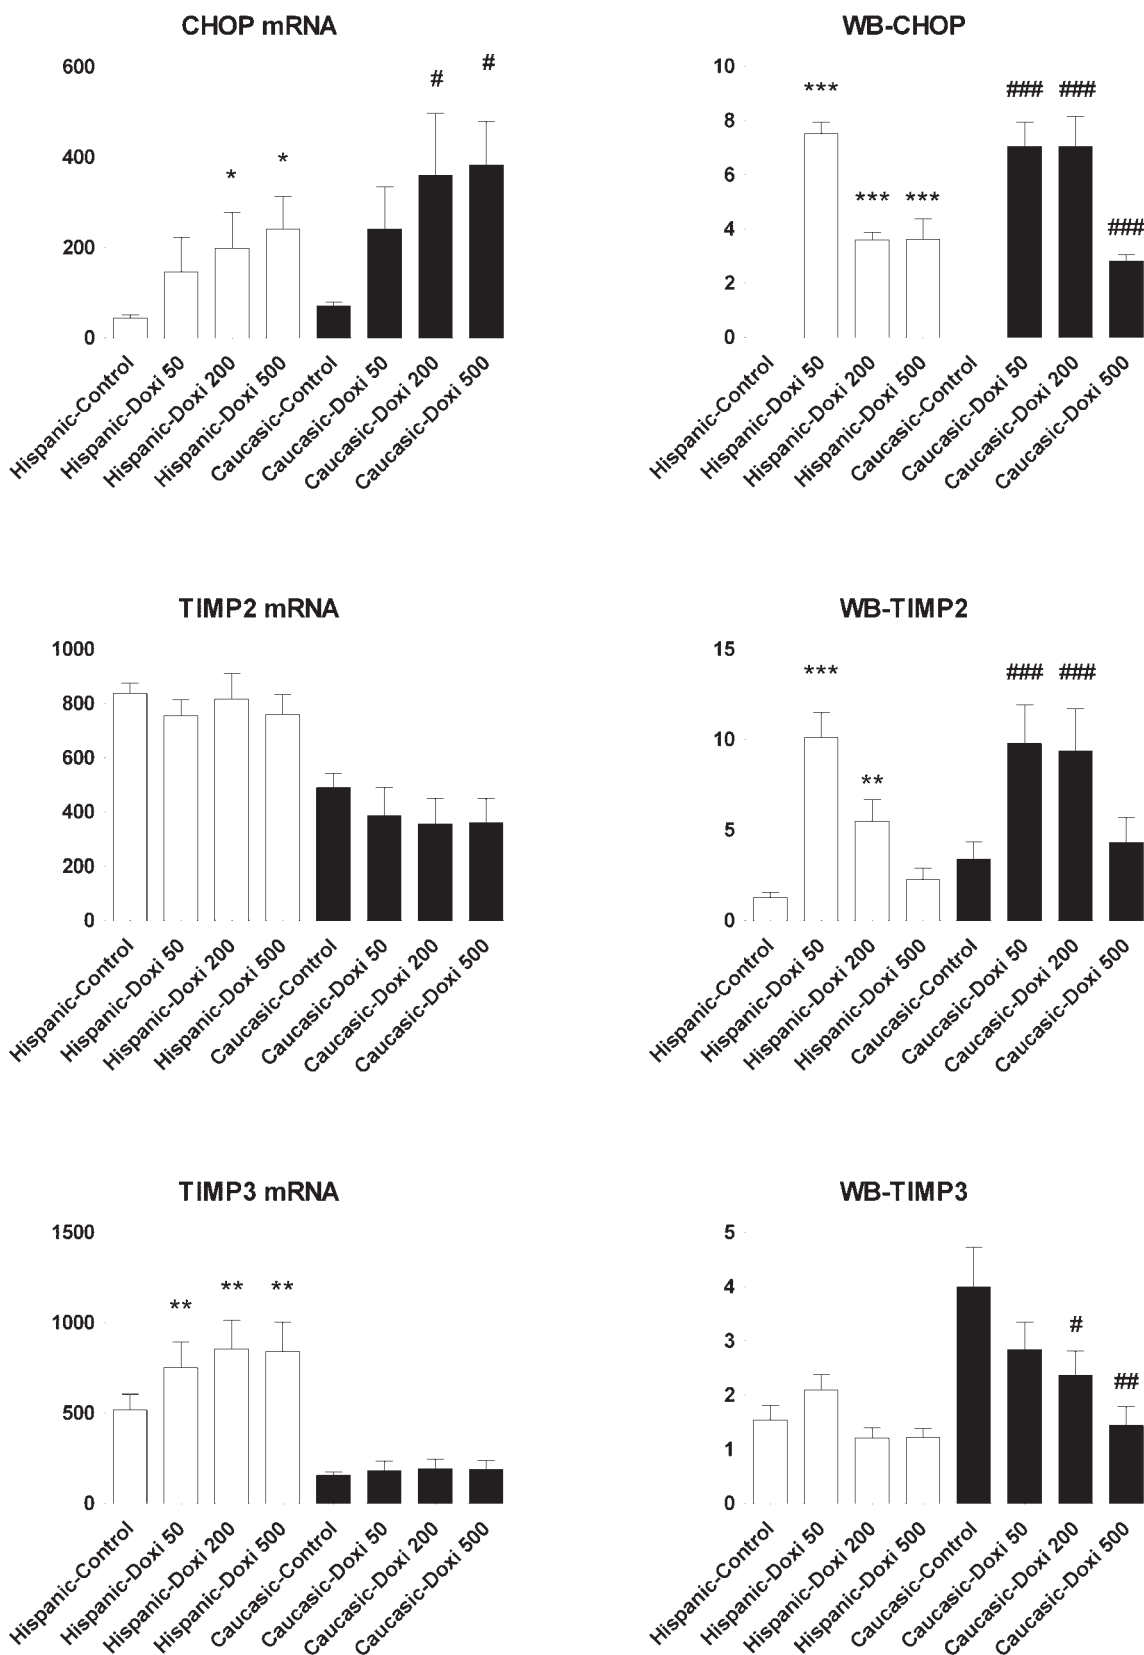 CHOP mRNA
600
400
200
0
*
*
#
#
Hispanic-Control
Hispanic-Doxi 50
Hispanic-Doxi 200
Hispanic-Doxi 500
Caucasic-Control
Caucasic-Doxi 50
Caucasic-Doxi 200
Caucasic-Doxi 500
WB-CHOP
10
8
6
4
2
0
***
***
***
###
###
###
Hispanic-Control
Hispanic-Doxi 50
Hispanic-Doxi 200
Hispanic-Doxi 500
Caucasic-Control
Caucasic-Doxi 50
Caucasic-Doxi 200
Caucasic-Doxi 500
TIMP2 mRNA
1000
800
600
400
200
0
Hispanic-Control
Hispanic-Doxi 50
Hispanic-Doxi 200
Hispanic-Doxi 500
Caucasic-Control
Caucasic-Doxi 50
Caucasic-Doxi 200
Caucasic-Doxi 500
WB-TIMP2
15
10
5
0
***
**
###
###
Hispanic-Control
Hispanic-Doxi 50
Hispanic-Doxi 200
Hispanic-Doxi 500
Caucasic-Control
Caucasic-Doxi 50
Caucasic-Doxi 200
Caucasic-Doxi 500
TIMP3 mRNA
1500
1000
500
0
**
**
**
Hispanic-Control
Hispanic-Doxi 50
Hispanic-Doxi 200
Hispanic-Doxi 500
Caucasic-Control
Caucasic-Doxi 50
Caucasic-Doxi 200
Caucasic-Doxi 500
WB-TIMP3
5
4
3
2
1
0
#
##
Hispanic-Control
Hispanic-Doxi 50
Hispanic-Doxi 200
Hispanic-Doxi 500
Caucasic-Control
Caucasic-Doxi 50
Caucasic-Doxi 200
Caucasic-Doxi 500